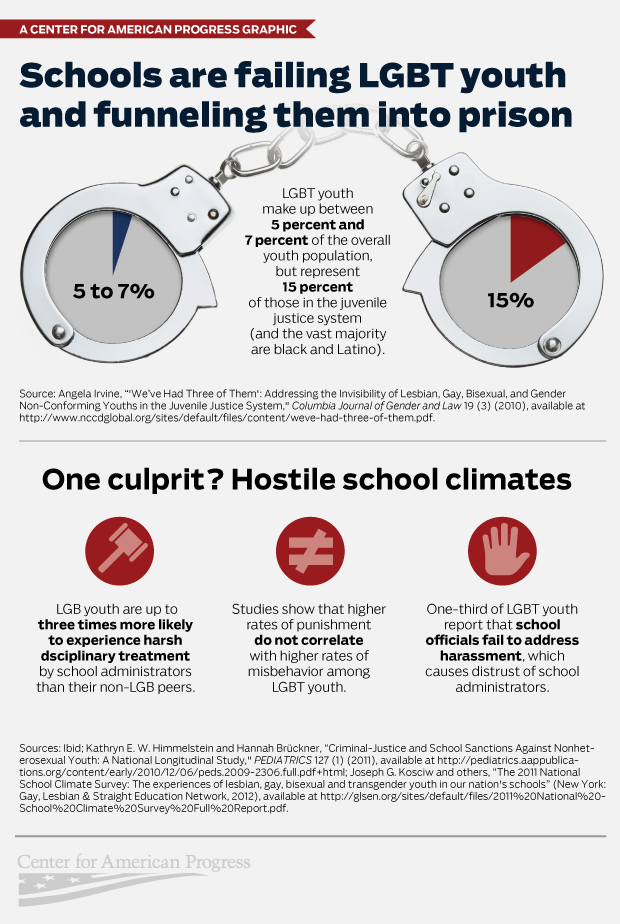 A CENTER FOR AMERICAN PROGRESS GRAPHIC
Schools are failing LGBT youth
and funneling them into prison
LGBT youth
make up between
5 percent and
7 percent of the overall
youth population,
but represent
15 percent
of those in the juvenile
justice system
(and the vast majority
are black and Latino).
5 to 7%
15%
Source: Angela Irvine, "'We've Had Three of Them': Addressing the Invisibility of Lesbian, Gay, Bisexual, and Gender
Non-Conforming Youths in the Juvenile Justice System," Columbia Journal of Gender and Law 19 (3) (2010), available at
http://www.nccdglobal.org/sites/default/files/content/weve-had-three-of-them.pdf.
One culprit? Hostile school climates
LGB youth are up to
three times more likely
to experience harsh
dsciplinary treatment
by school administrators
than their non-LGB peers.
Studies show that higher
rates of punishment
do not correlate
with higher rates of
misbehavior among
LGBT youth.
One-third of LGBT youth
report that school
officials fail to address
harassment, which
causes distrust of school
administrators.
Sources: Ibid; Kathryn E. W. Himmelstein and Hannah Brückner, "Criminal-Justice and School Sanctions Against Nonhet-
erosexual Youth: A National Longitudinal Study," PEDIATRICS 127 (1) (2011), available at http://pediatrics.aappublica-
tions.org/content/early/2010/12/06/peds.2009-2306.full.pdf+html; Joseph G. Kosciw and others, "The 2011 National
School Climate Survey: The experiences of lesbian, gay, bisexual and transgender youth in our nation's schools" (New York:
Gay, Lesbian & Straight Education Network, 2012), available at http://glsen.org/sites/default/files/2011%20National%20-
School%20Climate%20Survey%20Full%20Report.pdf.
Center for American Progress